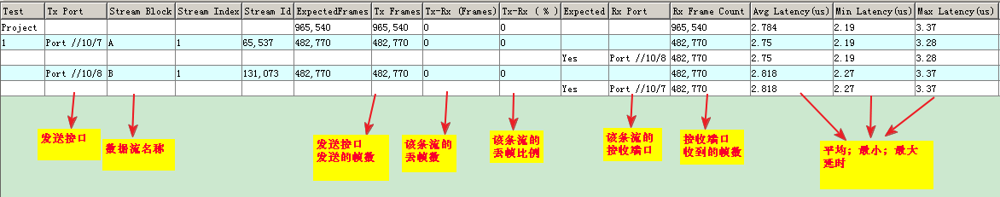 Test Tx Port Stream Block Stream Index Stream Id ExpectedFrames Tx Frames Tx-Rx (Frames) Tx-Rx (%) Expected Rx Port Rx Frame Count Avg Latency(us) Min Latency(us) Max Latency(us)
Project 965,540 965,540 0 0 965,540 2.784 2.19 3.37
1 Port //10/7 A 1 65,537 482,770 482,770 0 0 482,770 2.75 2.19 3.28
Yes Port //10/8 482,770 2.75 2.19 3.28
Port //10/8 B 1 131,073 482,770 482,770 0 0 482,770 2.818 2.27 3.37
Yes Port //10/7 482,770 2.818 2.27 3.37
发送接口
数据流名称
发送接口
发送的帧数
该条流的
丢帧数
该条流的
丢帧比例
该条流的
接收端口
接收端口
收到的帧数
平均；最小；最大
延时